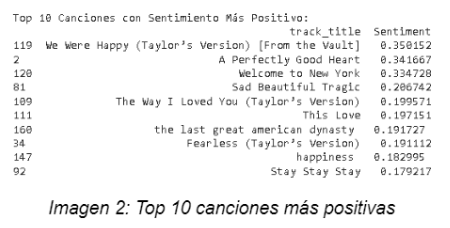 Top 10 Canciones con Sentimiento Más Positivo:
track_title Sentiment
119 We Were Happy (Taylor’s Version) [From the Vault] 0.350152
2 A Perfectly Good Heart 0.341667
120 Welcome to New York 0.334728
81 Sad Beautiful Tragic 0.206742
109 The Way I Loved You (Taylor’s Version) 0.199571
111 This Love 0.197151
160 the last great american dynasty 0.191727
34 Fearless (Taylor’s Version) 0.191112
147 happiness 0.182995
92 Stay Stay Stay 0.179217
Imagen 2: Top 10 canciones más positivas